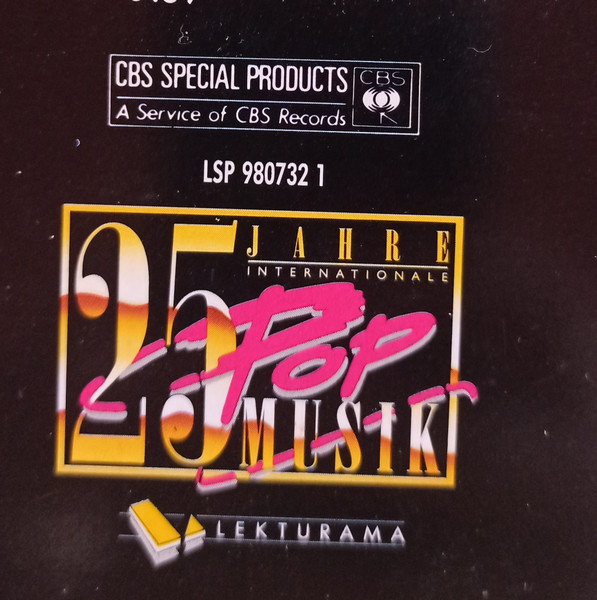 CBS SPECIAL PRODUCTS
CBS
A Service of CBS Records
LSP 980732 1
25 JAHRE
INTERNATIONALE
Pop
MUSIK
LEKTURAMA